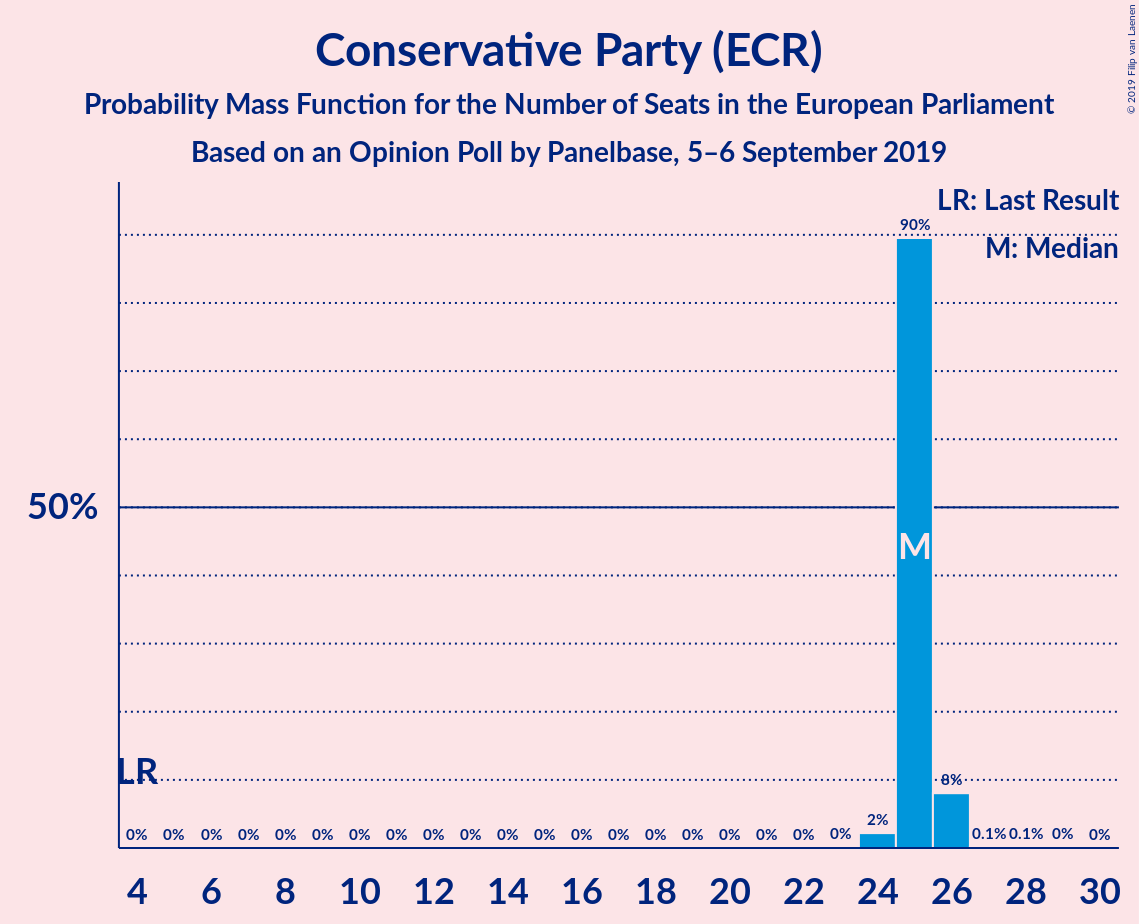 Conservative Party (ECR)
Probability Mass Function for the Number of Seats in the European Parliament
Based on an Opinion Poll by Panelbase, 5–6 September 2019
© 2019 Filip van Laenen
LR: Last Result
M: Median
90%
50%
M
LR
8%
2%
0% 0% 0% 0% 0% 0% 0% 0% 0% 0% 0% 0% 0% 0% 0% 0% 0% 0% 0% 0% 0.1% 0.1% 0% 0%
4 6 8 10 12 14 16 18 20 22 24 26 28 30